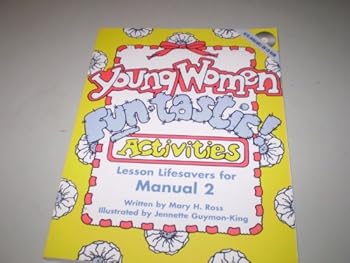 Young Women
Fun-tastic!
Activities
Lesson Lifesavers for
Manual 2
Written by Mary H. Ross
Illustrated by Jennette Guymon-King